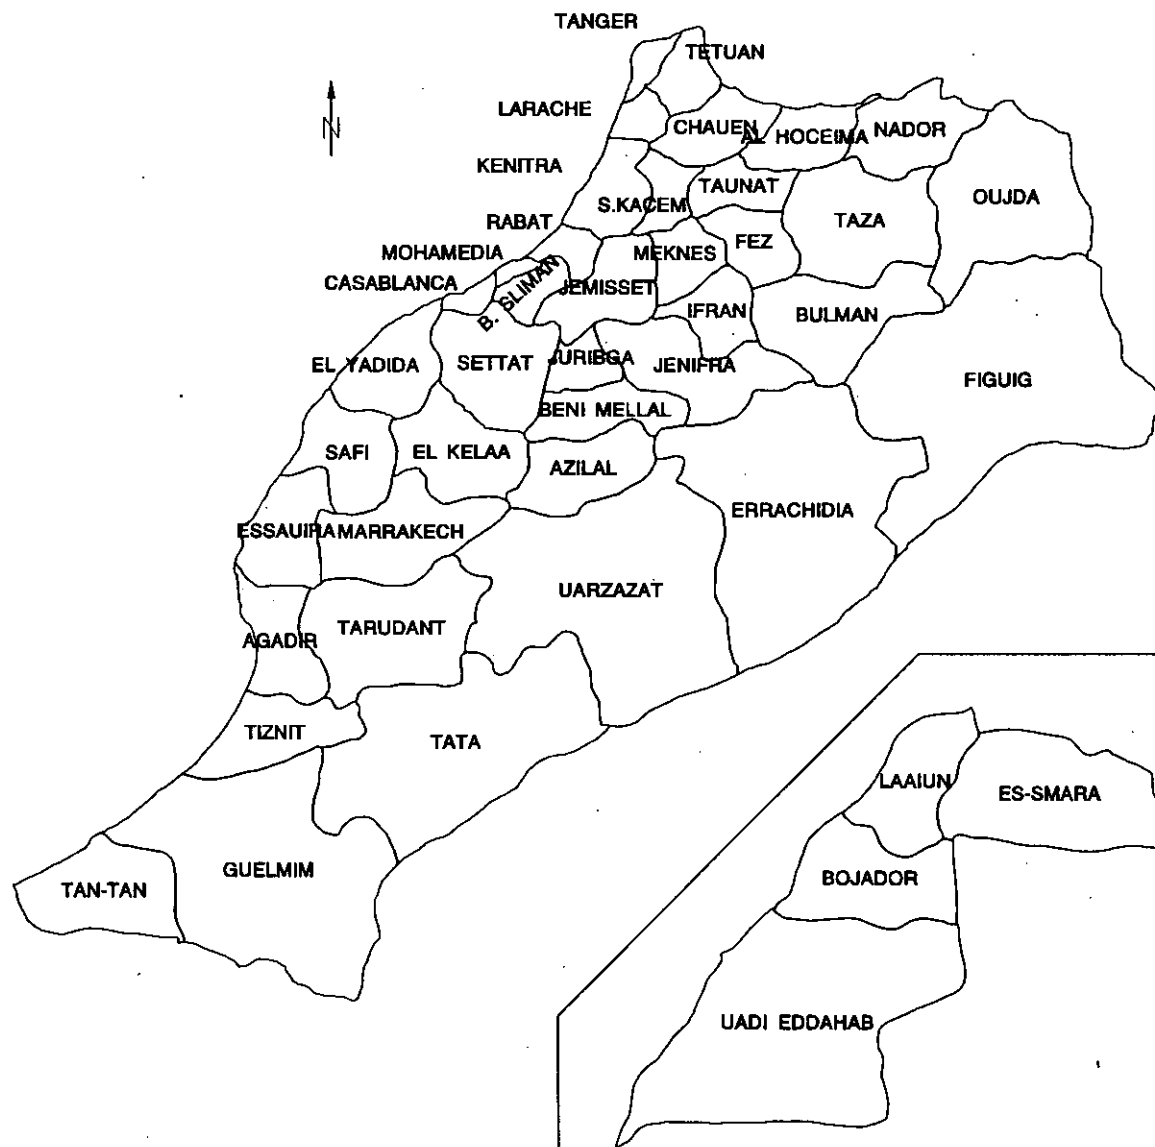 TANGER
TETUAN
LARACHE
CHAUEN
AL HOCEIMA
NADOR
KENITRA
TAUNAT
OUJDA
S.KACEM
TAZA
RABAT
FEZ
MOHAMEDIA
MEKNES
CASABLANCA
B. SLIMAN
JEMISSET
IFRAN
BULMAN
EL YADIDA
SETTAT
JURIBGA
JENIFRA
FIGUIG
BENI MELLAL
SAFI
EL KELAA
AZILAL
ERRACHIDIA
ESSAUIRA
MARRAKECH
UARZAZAT
AGADIR
TARUDANT
TIZNIT
TATA
LAAIUN
ES-SMARA
GUELMIM
TAN-TAN
BOJADOR
UADI EDDAHAB
N